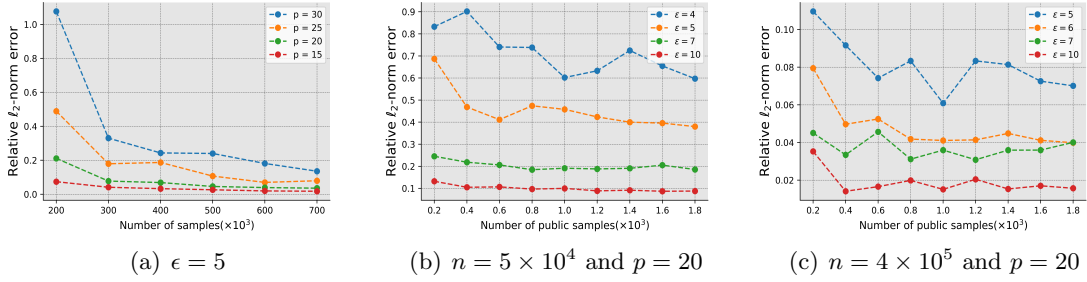 Relative ℓ2-norm error
1.0
0.8
0.6
0.4
0.2
0.0
p = 30
p = 25
p = 20
p = 15
200 300 400 500 600 700
Number of samples(×10³)
(a) ϵ = 5
Relative ℓ2-norm error
0.9
0.8
0.7
0.6
0.5
0.4
0.3
0.2
0.1
ε = 4
ε = 5
ε = 7
ε = 10
0.2 0.4 0.6 0.8 1.0 1.2 1.4 1.6 1.8
Number of public samples(×10³)
(b) n = 5 × 10⁴ and p = 20
Relative ℓ2-norm error
0.10
0.08
0.06
0.04
0.02
ε = 5
ε = 6
ε = 7
ε = 10
0.2 0.4 0.6 0.8 1.0 1.2 1.4 1.6 1.8
Number of public samples(×10³)
(c) n = 4 × 10⁵ and p = 20